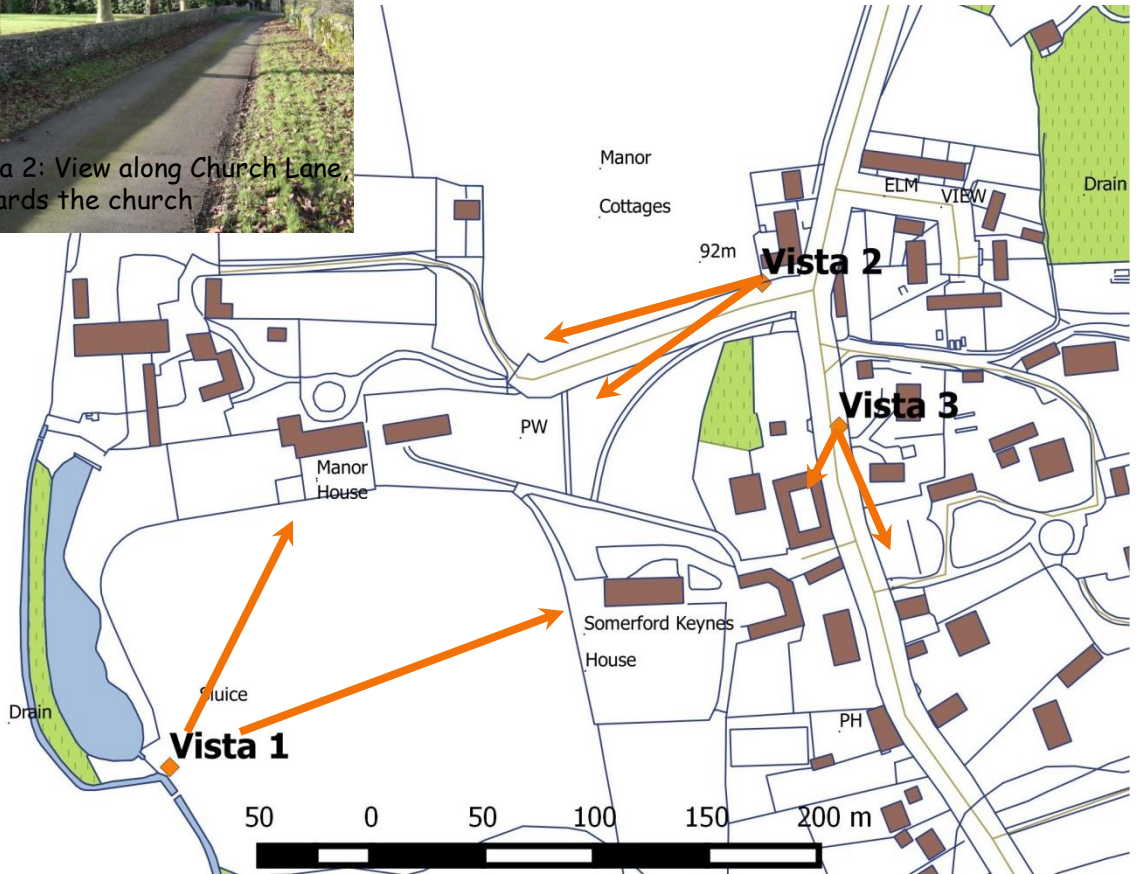 a 2: View along Church Lane,
ards the church
Manor
Cottages
ELM
VIEW
Drain
92m
Vista 2
Vista 3
PW
Manor
House
Somerford Keynes
House
Sluice
Drain
Vista 1
PH
50 0 50 100 150 200 m